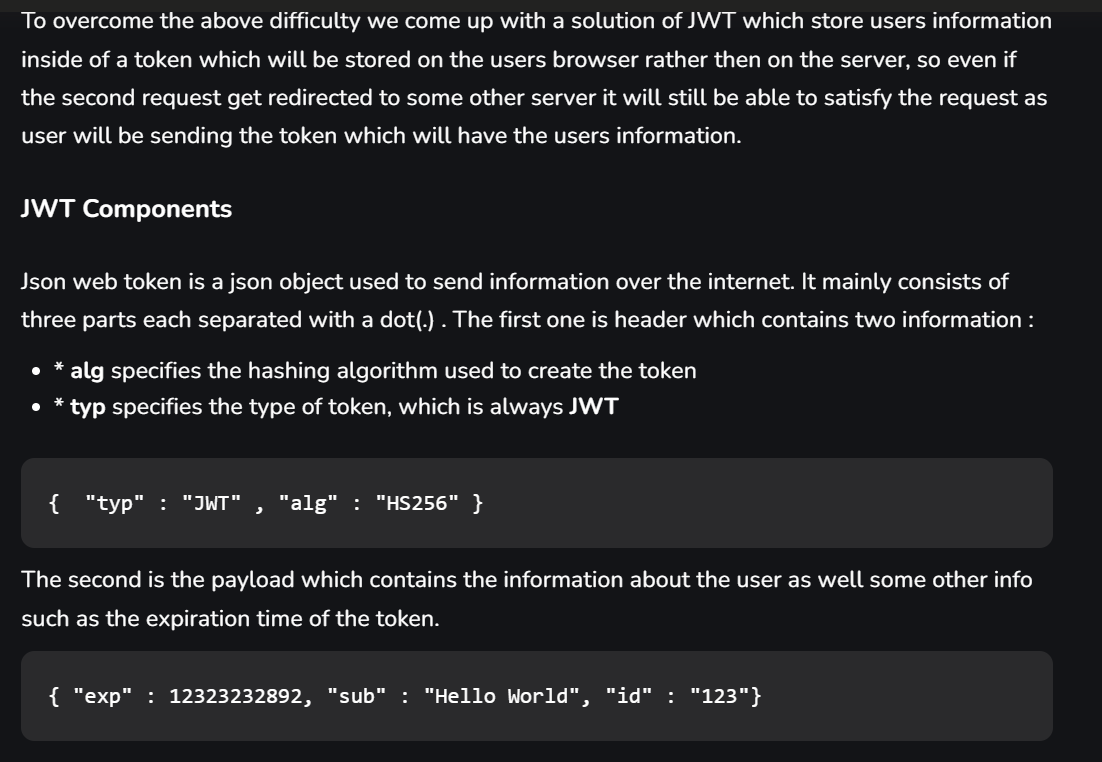 To overcome the above difficulty we come up with a solution of JWT which store users information
inside of a token which will be stored on the users browser rather then on the server, so even if
the second request get redirected to some other server it will still be able to satisfy the request as
user will be sending the token which will have the users information.
JWT Components
Json web token is a json object used to send information over the internet. It mainly consists of
three parts each separated with a dot(.) . The first one is header which contains two information :
• * alg specifies the hashing algorithm used to create the token
• * typ specifies the type of token, which is always JWT
{  "typ" : "JWT" , "alg" : "HS256" }
The second is the payload which contains the information about the user as well some other info
such as the expiration time of the token.
{ "exp" : 12323232892, "sub" : "Hello World", "id" : "123"}